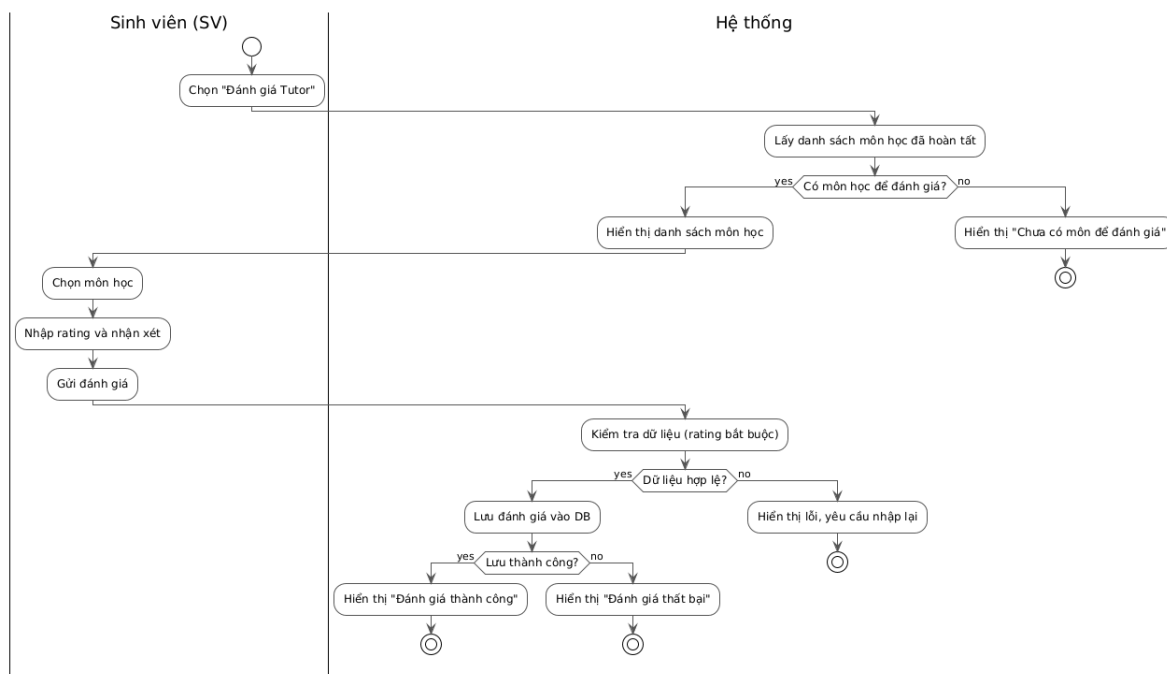 Sinh viên (SV)
Hệ thống
Chọn "Đánh giá Tutor"
Lấy danh sách môn học đã hoàn tất
yes
Có môn học để đánh giá?
no
Hiển thị danh sách môn học
Hiển thị "Chưa có môn để đánh giá"
Chọn môn học
Nhập rating và nhận xét
Gửi đánh giá
Kiểm tra dữ liệu (rating bắt buộc)
yes
Dữ liệu hợp lệ?
no
Lưu đánh giá vào DB
Hiển thị lỗi, yêu cầu nhập lại
yes
Lưu thành công?
no
Hiển thị "Đánh giá thành công"
Hiển thị "Đánh giá thất bại"